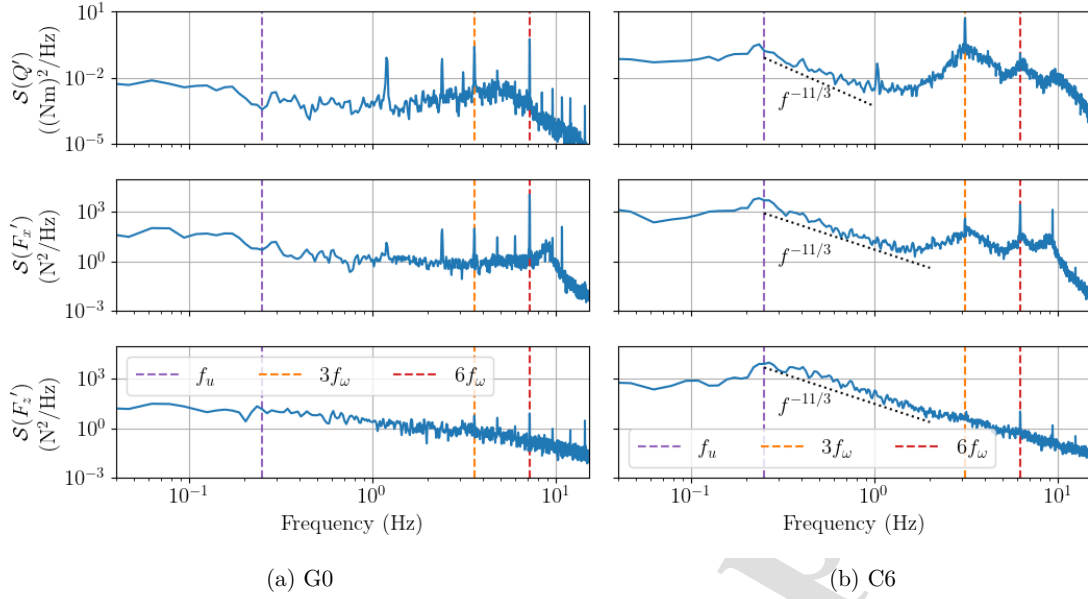 10^1
10^{-2}
10^{-5}
S(Q′)
((Nm)^2/Hz)
f^{-11/3}
10^3
10^0
10^{-3}
S(F_x′)
(N^2/Hz)
f^{-11/3}
10^3
10^0
10^{-3}
S(F_z′)
(N^2/Hz)
f_u 3f_ω 6f_ω
f^{-11/3}
f_u 3f_ω 6f_ω
10^{-1} 10^0 10^1 10^{-1} 10^0 10^1
Frequency (Hz) Frequency (Hz)
(a) G0 (b) C6